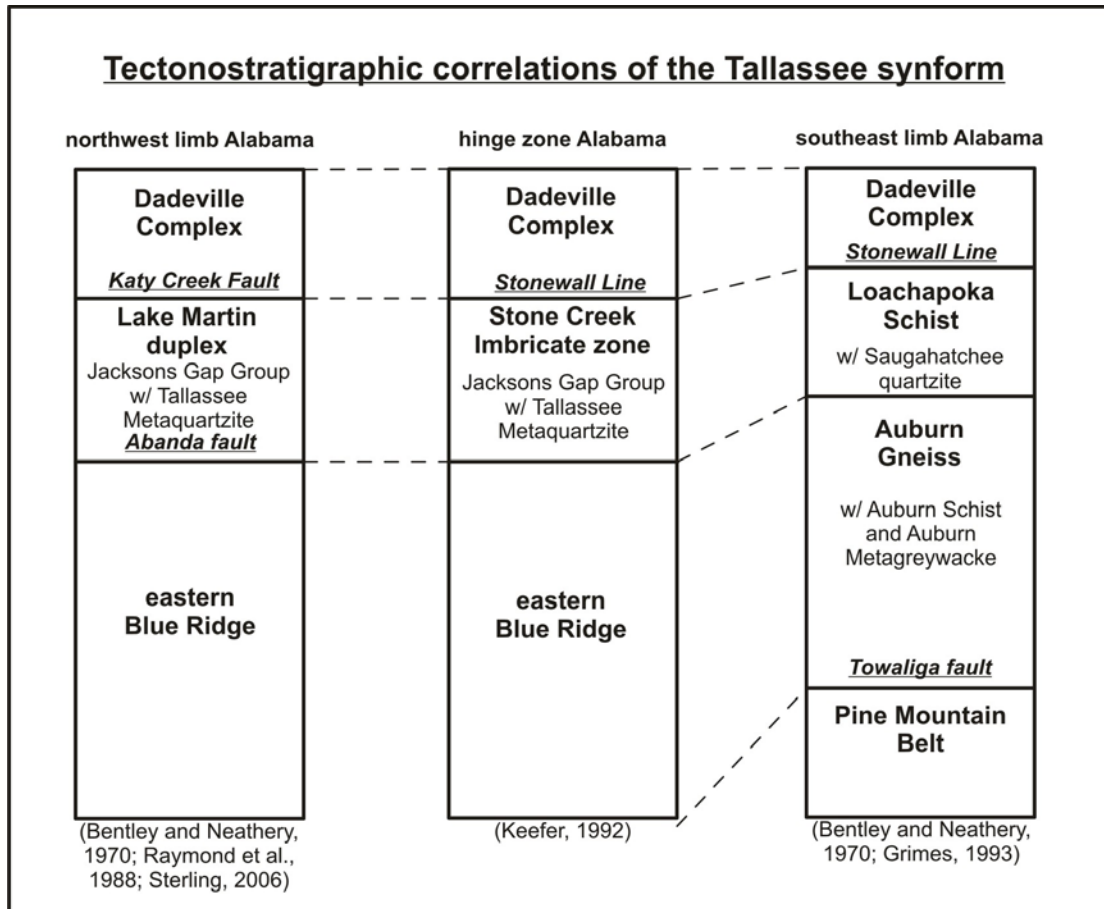 Tectonostratigraphic correlations of the Tallassee synform
northwest limb Alabama
Dadeville
Complex
Katy Creek Fault
Lake Martin
duplex
Jacksons Gap Group
w/ Tallassee
Metaquartzite
Abanda fault
eastern
Blue Ridge
(Bentley and Neathery,
1970; Raymond et al.,
1988; Sterling, 2006)
hinge zone Alabama
Dadeville
Complex
Stonewall Line
Stone Creek
Imbricate zone
Jacksons Gap Group
w/ Tallassee
Metaquartzite
eastern
Blue Ridge
(Keefer, 1992)
southeast limb Alabama
Dadeville
Complex
Stonewall Line
Loachapoka
Schist
w/ Saugahatchee
quartzite
Auburn
Gneiss
w/ Auburn Schist
and Auburn
Metagreywacke
Towaliga fault
Pine Mountain
Belt
(Bentley and Neathery,
1970; Grimes, 1993)